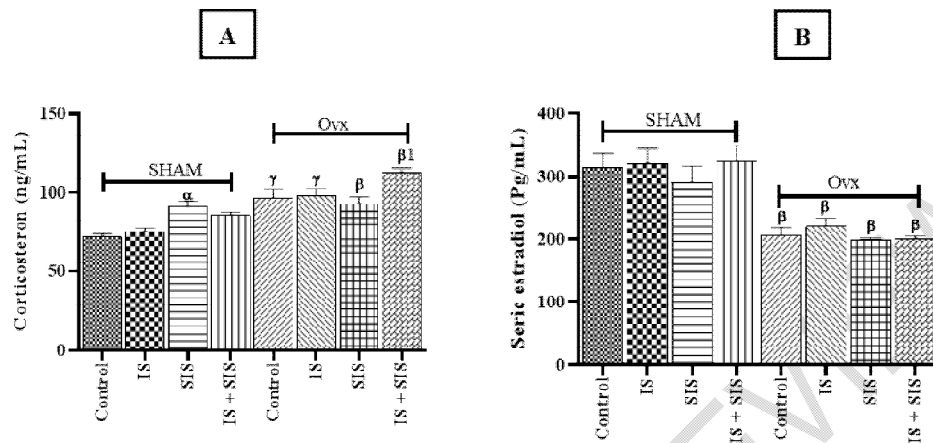 A
Corticosteron (ng/mL)
150
100
50
0
SHAM
Ovx
α
γ
γ
β
β1
Control
IS
SIS
IS + SIS
Control
IS
SIS
IS + SIS
B
Seric estradiol (Pg/mL)
400
300
200
100
0
SHAM
Ovx
β
β
β
β
Control
IS
SIS
IS + SIS
Control
IS
SIS
IS + SIS